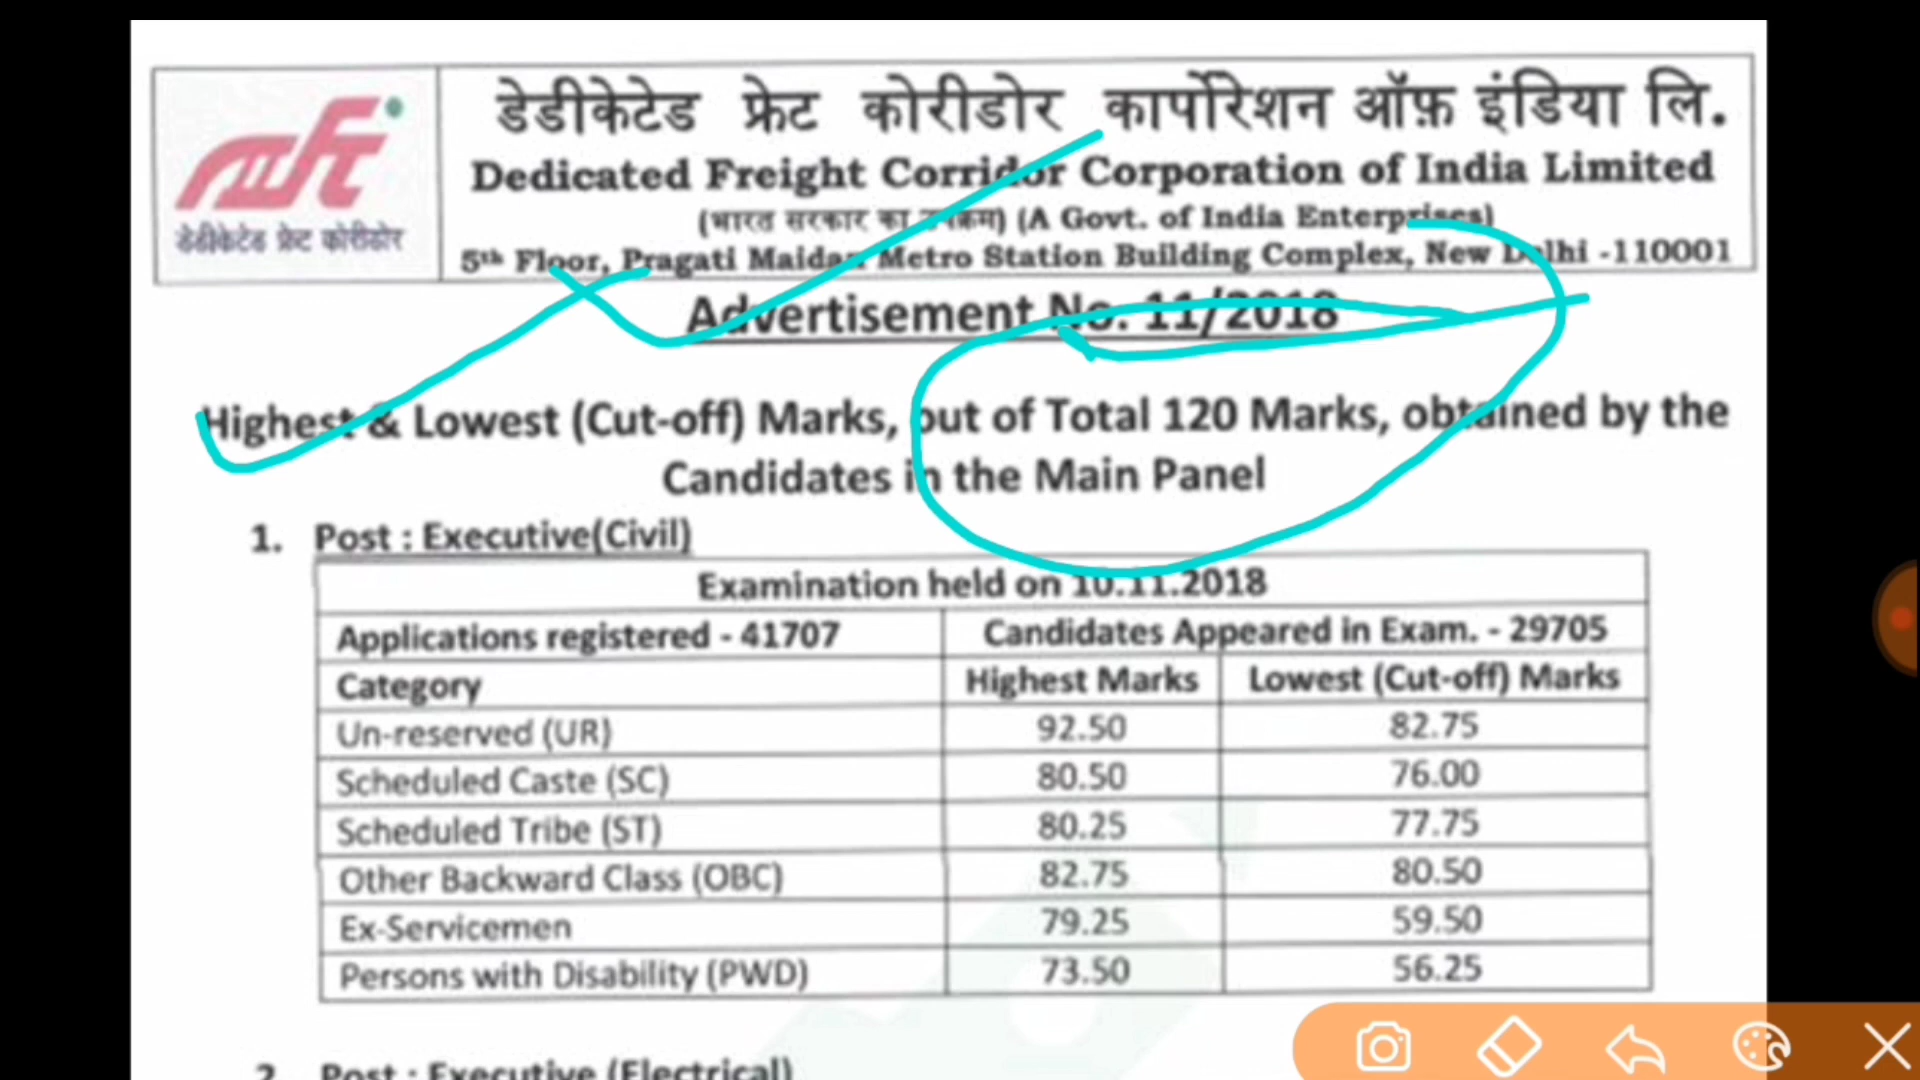 डेडीकेटेड फ्रेट कोरीडोर
डेडीकेटेड फ्रेट कोरीडोर कार्पोरेशन ऑफ़ इंडिया लि.
Dedicated Freight Corridor Corporation of India Limited
(भारत सरकार का उपक्रम) (A Govt. of India Enterprises)
5th Floor, Pragati Maidan Metro Station Building Complex, New Delhi -110001
Advertisement No. 11/2018
Highest & Lowest (Cut-off) Marks, out of Total 120 Marks, obtained by the
Candidates in the Main Panel
1. Post : Executive(Civil)
Examination held on 10.11.2018
Applications registered - 41707 Candidates Appeared in Exam. - 29705
Category Highest Marks Lowest (Cut-off) Marks
Un-reserved (UR) 92.50 82.75
Scheduled Caste (SC) 80.50 76.00
Scheduled Tribe (ST) 80.25 77.75
Other Backward Class (OBC) 82.75 80.50
Ex-Servicemen 79.25 59.50
Persons with Disability (PWD) 73.50 56.25
2. Post : Executive (Electrical)